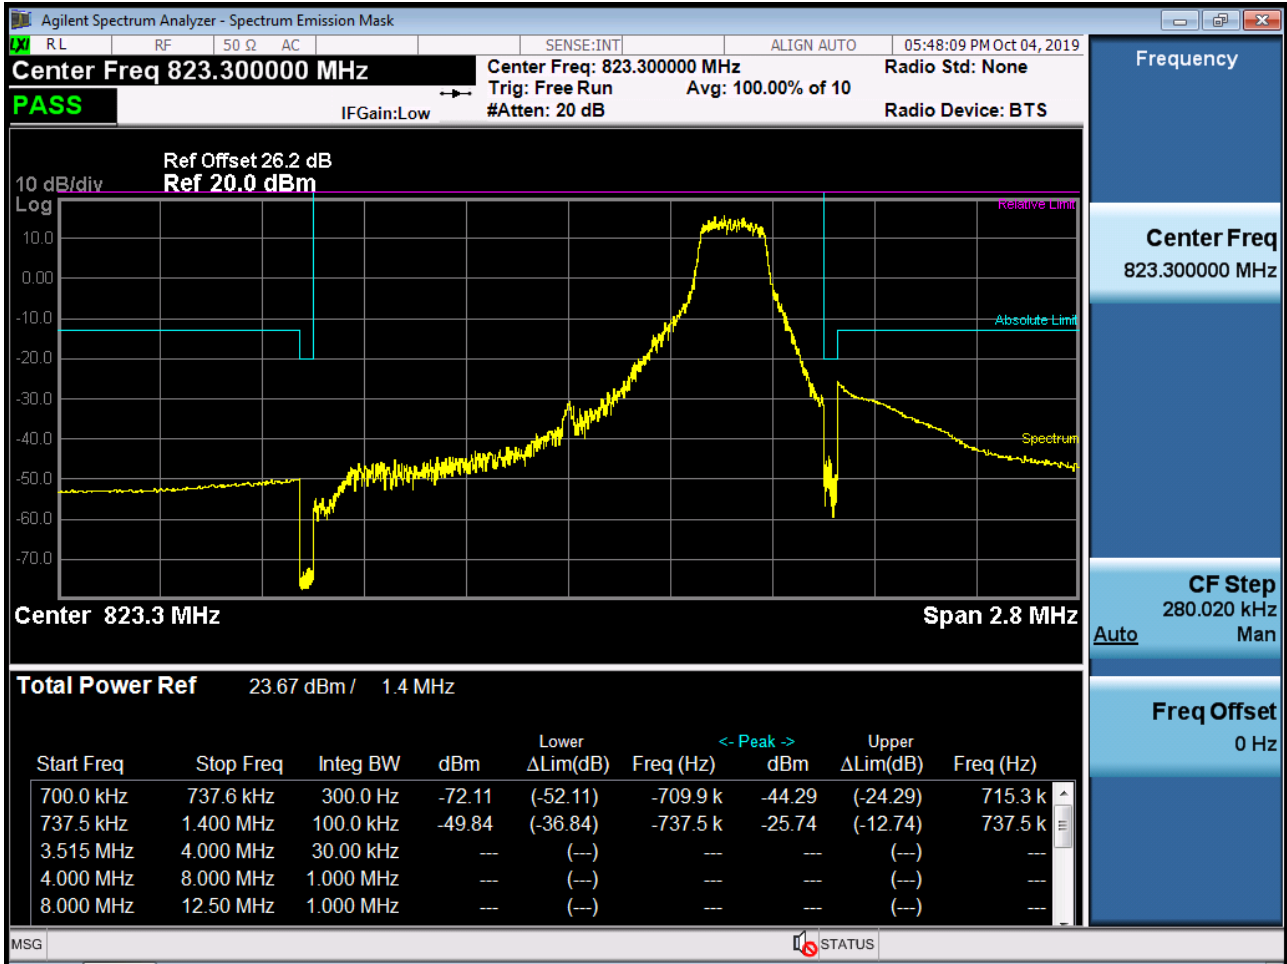 Agilent Spectrum Analyzer - Spectrum Emission Mask
LXI RL RF 50 Ω AC SENSE:INT ALIGN AUTO 05:48:09 PM Oct 04, 2019
Center Freq 823.300000 MHz
Center Freq: 823.300000 MHz
Radio Std: None
Trig: Free Run Avg: 100.00% of 10
PASS
IFGain:Low
#Atten: 20 dB
Radio Device: BTS
Ref Offset 26.2 dB
10 dB/div Ref 20.0 dBm
Log
Relative Limit
10.0
0.00
-10.0
Absolute Limit
-20.0
-30.0
-40.0
Spectrum
-50.0
-60.0
-70.0
Center 823.3 MHz Span 2.8 MHz
Total Power Ref 23.67 dBm / 1.4 MHz
Lower <- Peak -> Upper
Start Freq Stop Freq Integ BW dBm ΔLim(dB) Freq (Hz) dBm ΔLim(dB) Freq (Hz)
700.0 kHz 737.6 kHz 300.0 Hz -72.11 (-52.11) -709.9 k -44.29 (-24.29) 715.3 k
737.5 kHz 1.400 MHz 100.0 kHz -49.84 (-36.84) -737.5 k -25.74 (-12.74) 737.5 k
3.515 MHz 4.000 MHz 30.00 kHz --- (---) --- --- (---) ---
4.000 MHz 8.000 MHz 1.000 MHz --- (---) --- --- (---) ---
8.000 MHz 12.50 MHz 1.000 MHz --- (---) --- --- (---) ---
MSG STATUS
Frequency
Center Freq
823.300000 MHz
CF Step
280.020 kHz
Auto Man
Freq Offset
0 Hz